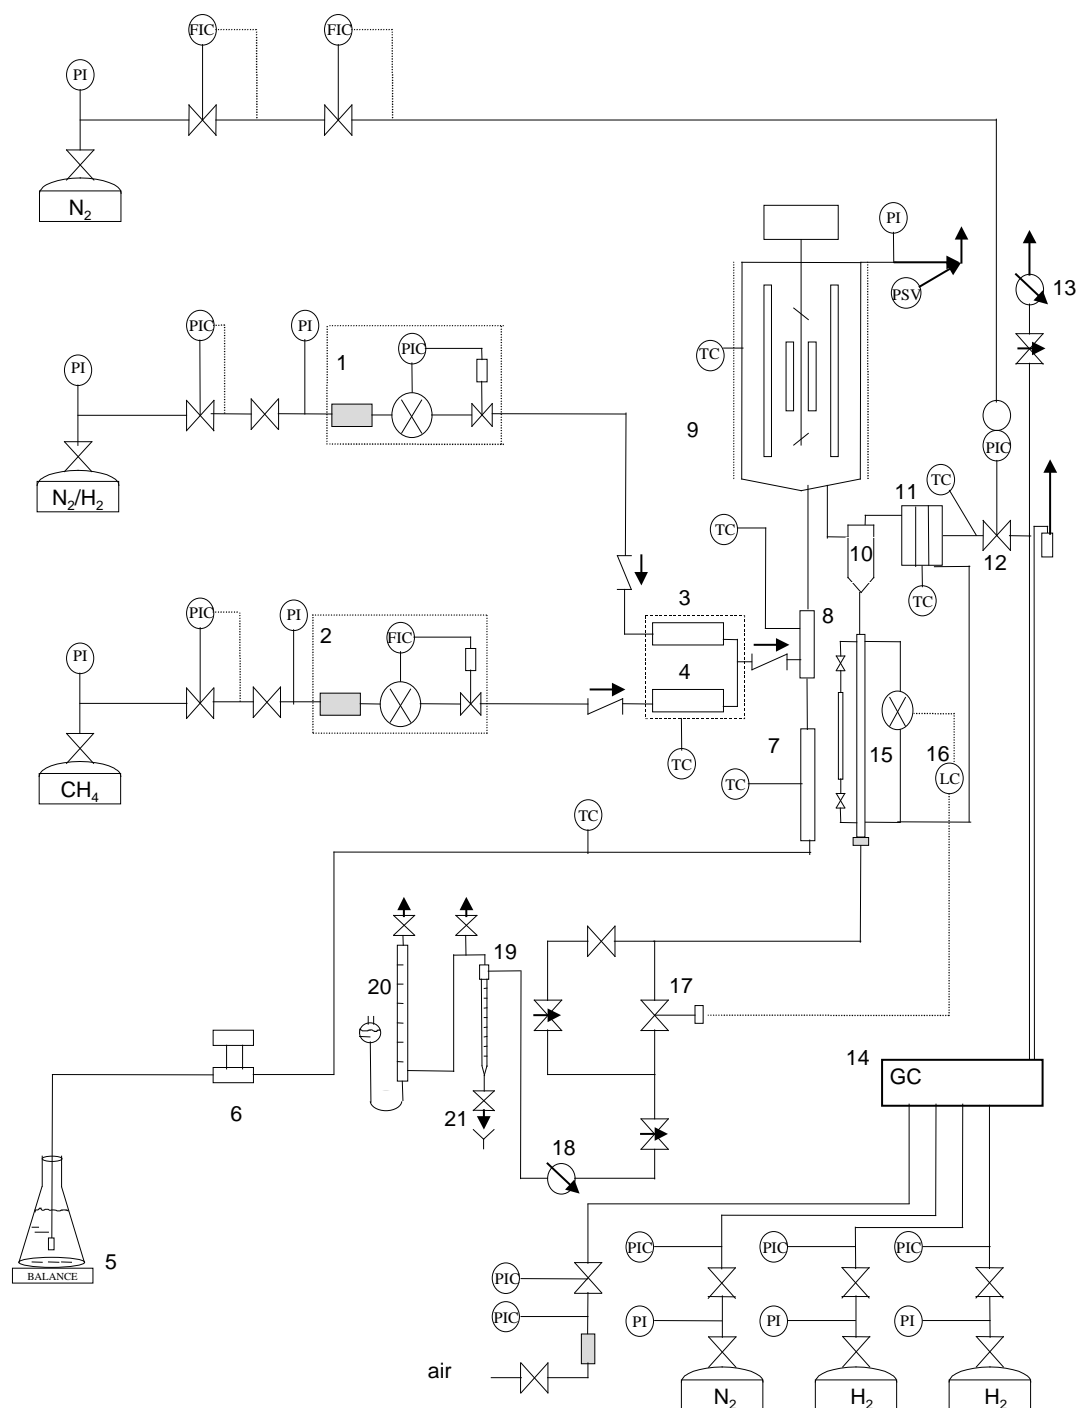 FIC
FIC
PI
N₂
PI
PSV
13
PIC
PI
1
PIC
PI
TC
9
PIC
N₂/H₂
TC
11
TC
10
12
TC
3
8
PIC
PI
2
FIC
PI
4
7
15
16
TC
TC
LC
CH₄
TC
19
20
17
14
GC
6
21
18
5
BALANCE
PIC
PIC
PIC
PIC
PIC
PI
PI
PI
air
N₂
H₂
H₂